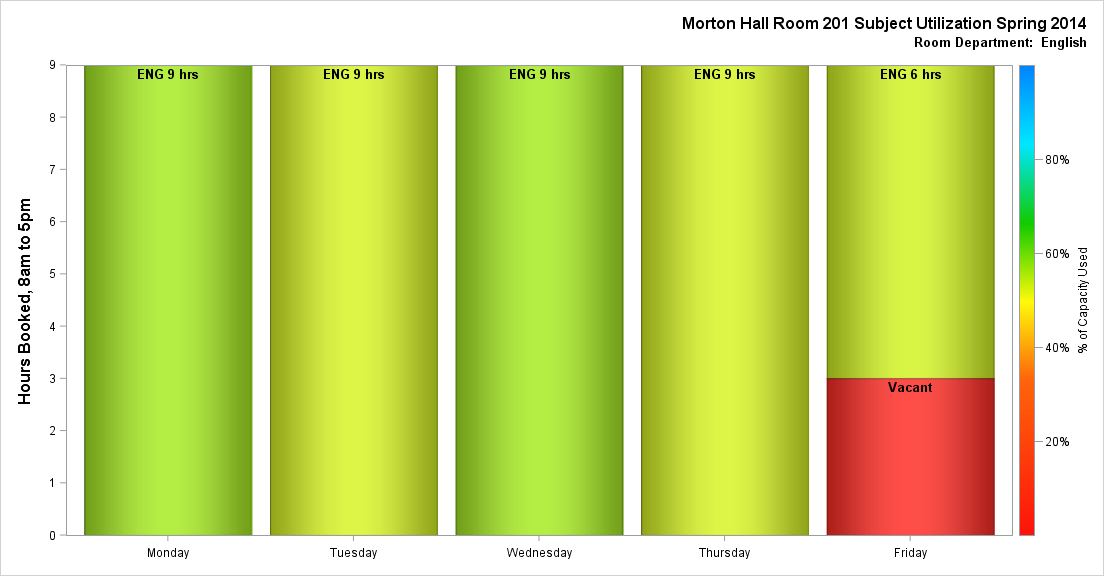 Morton Hall Room 201 Subject Utilization Spring 2014
Room Department:  English
Hours Booked, 8am to 5pm
9
8
7
6
5
4
3
2
1
0
ENG 9 hrs
ENG 9 hrs
ENG 9 hrs
ENG 9 hrs
ENG 6 hrs
Vacant
Monday
Tuesday
Wednesday
Thursday
Friday
80%
60%
40%
20%
% of Capacity Used